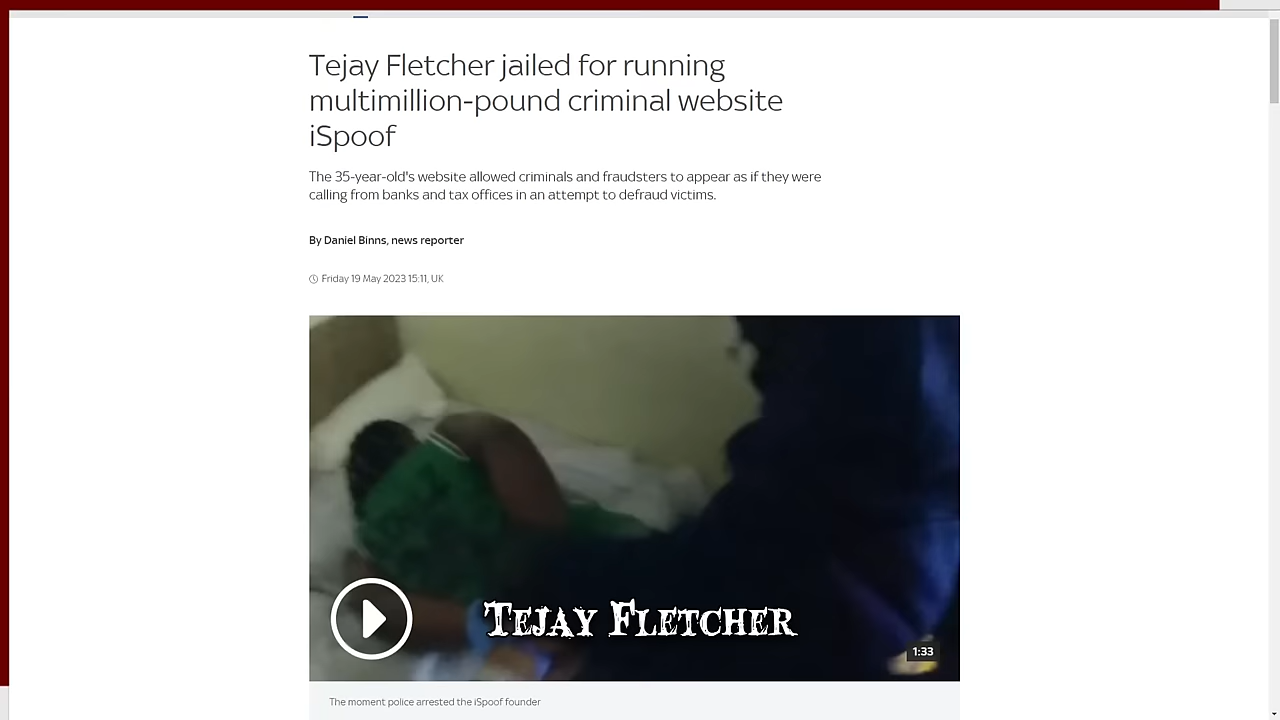 Tejay Fletcher jailed for running
multimillion-pound criminal website
iSpoof
The 35-year-old's website allowed criminals and fraudsters to appear as if they were
calling from banks and tax offices in an attempt to defraud victims.
By Daniel Binns, news reporter
Friday 19 May 2023 15:11, UK
Tejay Fletcher
1:33
The moment police arrested the iSpoof founder